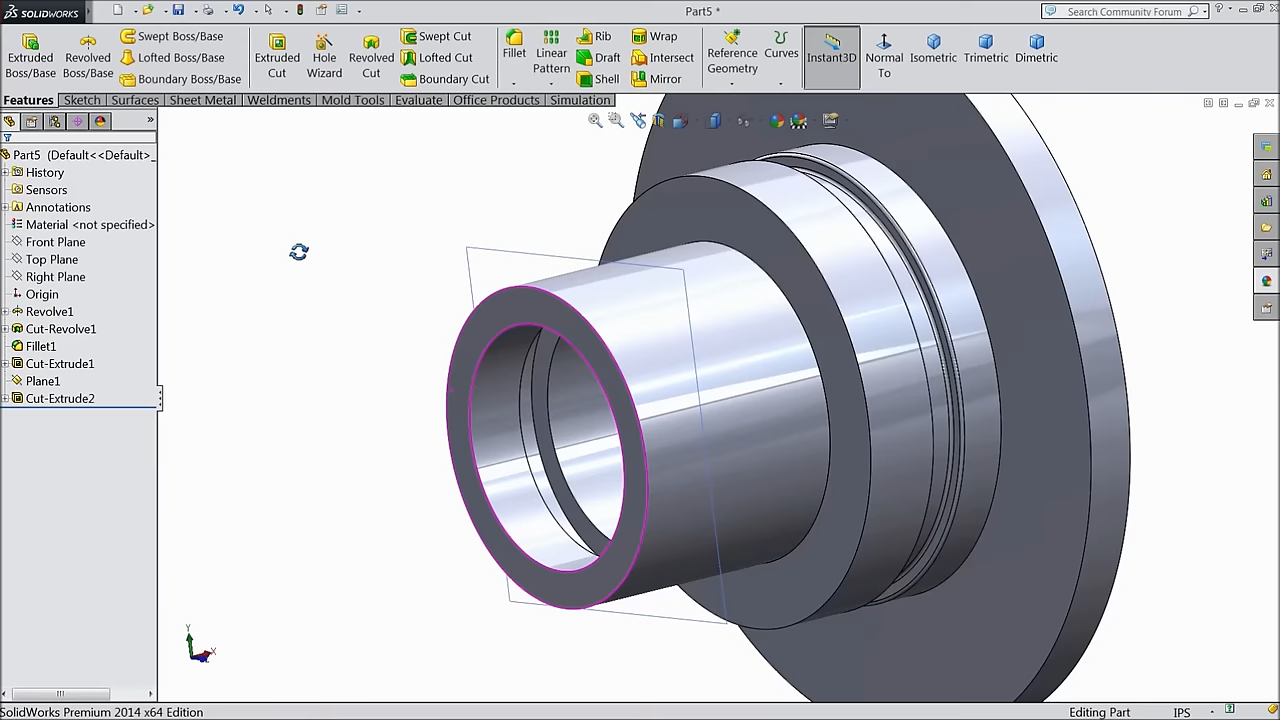 SOLIDWORKS
Part5 *
Search Community Forum
Extruded Boss/Base
Revolved Boss/Base
Swept Boss/Base
Lofted Boss/Base
Boundary Boss/Base
Extruded Cut
Hole Wizard
Revolved Cut
Swept Cut
Lofted Cut
Boundary Cut
Fillet
Linear Pattern
Rib
Draft
Shell
Wrap
Intersect
Mirror
Reference Geometry
Curves
Instant3D
Normal To
Isometric
Trimetric
Dimetric
Features
Sketch
Surfaces
Sheet Metal
Weldments
Mold Tools
Evaluate
Office Products
Simulation
Part5 (Default<<Default>_
History
Sensors
Annotations
Material <not specified>
Front Plane
Top Plane
Right Plane
Origin
Revolve1
Cut-Revolve1
Fillet1
Cut-Extrude1
Plane1
Cut-Extrude2
Y
X
SolidWorks Premium 2014 x64 Edition
Editing Part
IPS